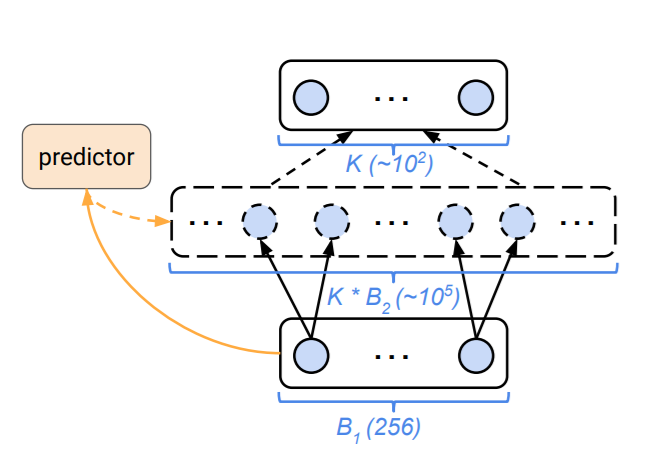 . . .
K (~10²)
predictor
. . . . . . . . .
K * B₂ (~10⁵)
. . .
B₁ (256)